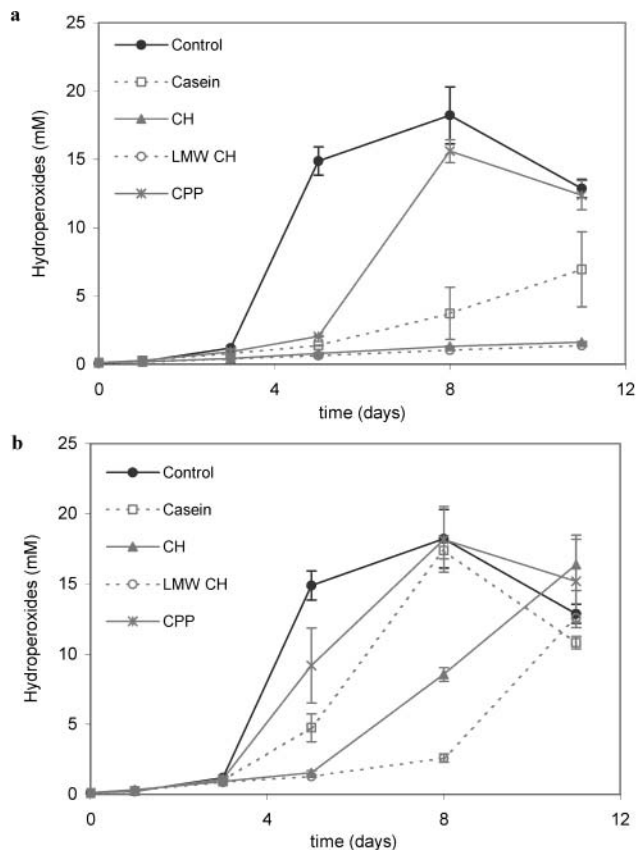 a
25
20
15
10
5
0
Hydroperoxides (mM)
Control
Casein
CH
LMW CH
CPP
0 4 8 12
time (days)
b
25
20
15
10
5
0
Hydroperoxides (mM)
Control
Casein
CH
LMW CH
CPP
0 4 8 12
time (days)